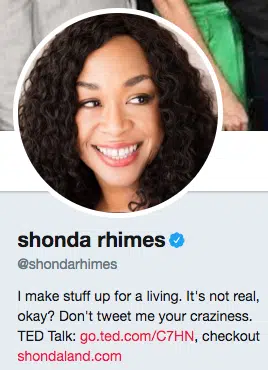 shonda rhimes
@shondarhimes
I make stuff up for a living. It's not real,
okay? Don't tweet me your craziness.
TED Talk: go.ted.com/C7HN, checkout
shondaland.com